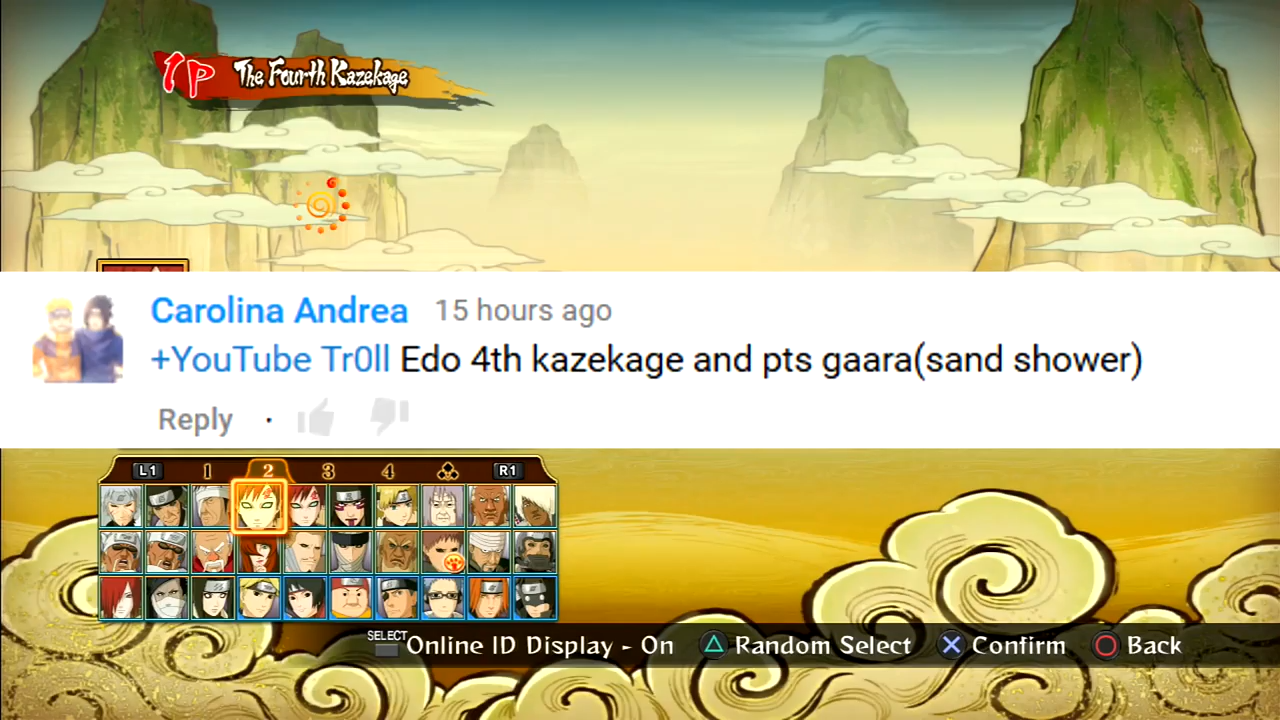 1P The Fourth Kazekage
Carolina Andrea 15 hours ago
+YouTube Tr0ll Edo 4th kazekage and pts gaara(sand shower)
Reply ·
L1 1 2 3 4 R1
SELECT Online ID Display - On Random Select Confirm Back